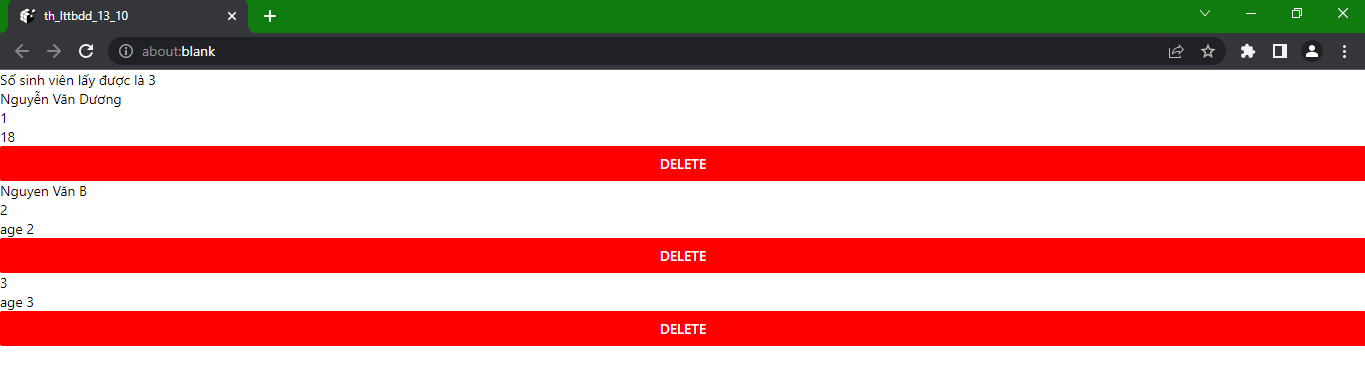 th_lttbdd_13_10
about:blank
Số sinh viên lấy được là 3
Nguyễn Văn Dương
1
18
DELETE
Nguyen Văn B
2
age 2
DELETE
3
age 3
DELETE